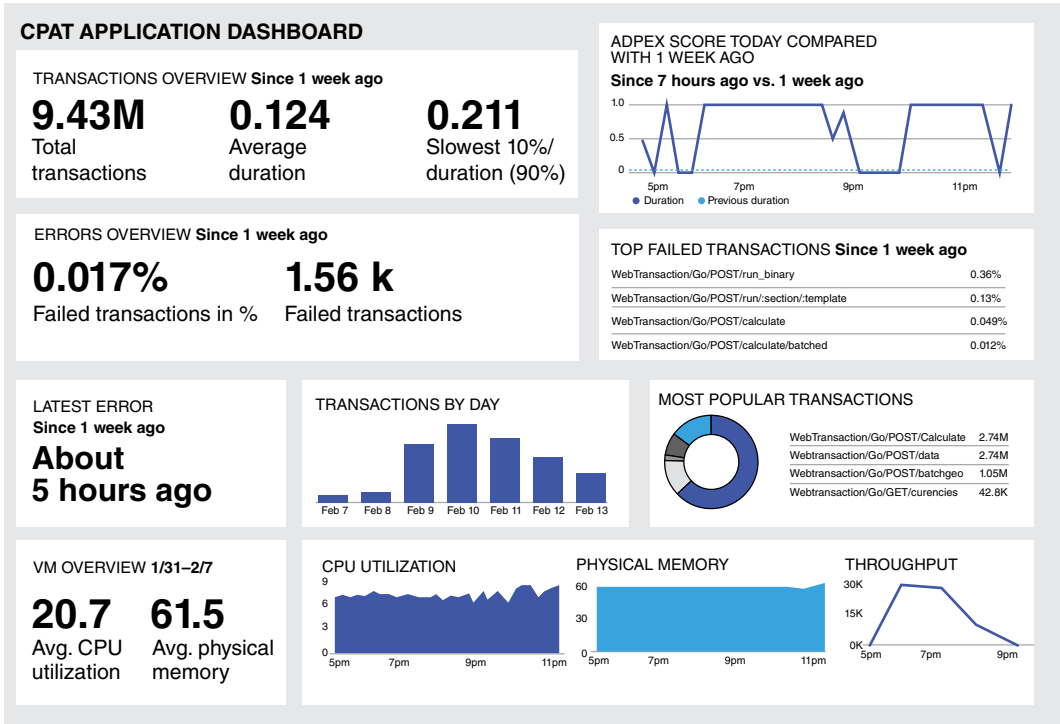 CPAT APPLICATION DASHBOARD
TRANSACTIONS OVERVIEW Since 1 week ago
9.43M
Total
transactions
0.124
Average
duration
0.211
Slowest 10%/
duration (90%)
ADPEX SCORE TODAY COMPARED
WITH 1 WEEK AGO
Since 7 hours ago vs. 1 week ago
1.0
0.5
0
5pm 7pm 9pm 11pm
Duration Previous duration
ERRORS OVERVIEW Since 1 week ago
0.017%
Failed transactions in %
1.56 k
Failed transactions
TOP FAILED TRANSACTIONS Since 1 week ago
WebTransaction/Go/POST/run_binary 0.36%
WebTransaction/Go/POST/run/:section/:template 0.13%
WebTransaction/Go/POST/calculate 0.049%
WebTransaction/Go/POST/calculate/batched 0.012%
LATEST ERROR
Since 1 week ago
About
5 hours ago
TRANSACTIONS BY DAY
Feb 7 Feb 8 Feb 9 Feb 10 Feb 11 Feb 12 Feb 13
MOST POPULAR TRANSACTIONS
WebTransaction/Go/POST/Calculate 2.74M
WebTransaction/Go/POST/data 2.74M
Webtransaction/Go/POST/batchgeo 1.05M
Webtransaction/Go/GET/curencies 42.8K
VM OVERVIEW 1/31–2/7
20.7
Avg. CPU
utilization
61.5
Avg. physical
memory
CPU UTILIZATION
9
6
3
0
5pm 7pm 9pm 11pm
PHYSICAL MEMORY
60
30
0
5pm 7pm 9pm 11pm
THROUGHPUT
30K
15K
0K
5pm 7pm 9pm